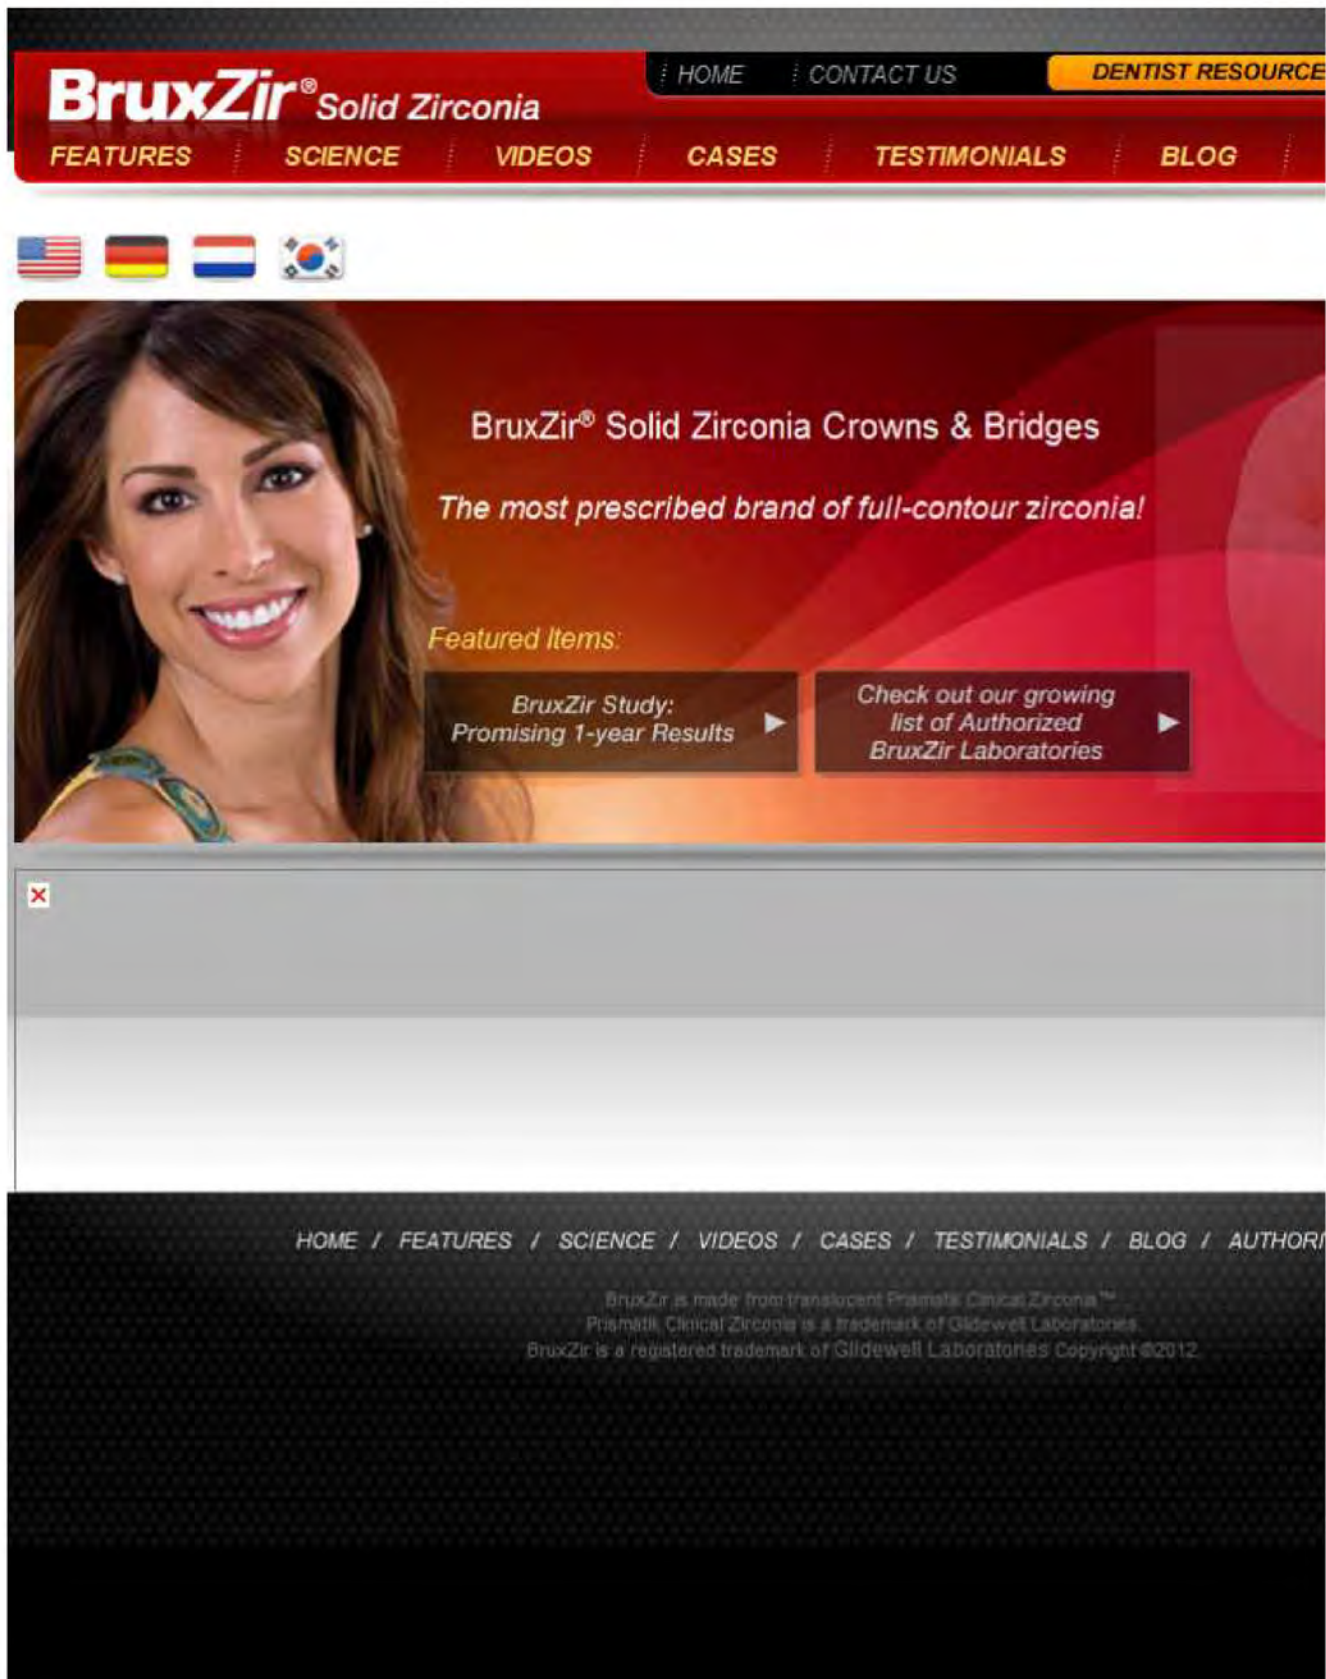 BruxZir® Solid Zirconia
HOME
CONTACT US
DENTIST RESOURCE
FEATURES
SCIENCE
VIDEOS
CASES
TESTIMONIALS
BLOG
BruxZir® Solid Zirconia Crowns & Bridges
The most prescribed brand of full-contour zirconia!
Featured Items:
BruxZir Study:
Promising 1-year Results
Check out our growing
list of Authorized
BruxZir Laboratories
HOME / FEATURES / SCIENCE / VIDEOS / CASES / TESTIMONIALS / BLOG / AUTHORI
BruxZir is made from translucent Prismatik Clinical Zirconia™
Prismatik Clinical Zirconia is a trademark of Glidewell Laboratories
BruxZir is a registered trademark of Glidewell Laboratories Copyright ©2012